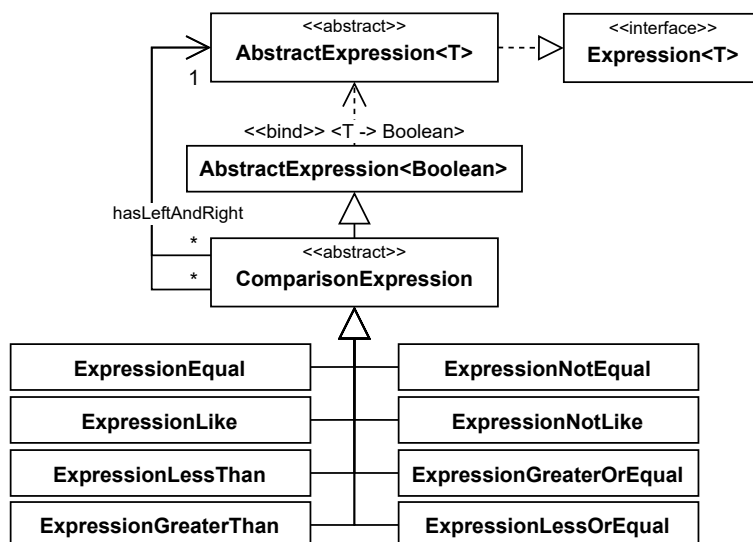 <<abstract>>
AbstractExpression<T>
<<interface>>
Expression<T>
1
<<bind>> <T -> Boolean>
AbstractExpression<Boolean>
hasLeftAndRight
*
*
<<abstract>>
ComparisonExpression
ExpressionEqual
ExpressionNotEqual
ExpressionLike
ExpressionNotLike
ExpressionLessThan
ExpressionGreaterOrEqual
ExpressionGreaterThan
ExpressionLessOrEqual